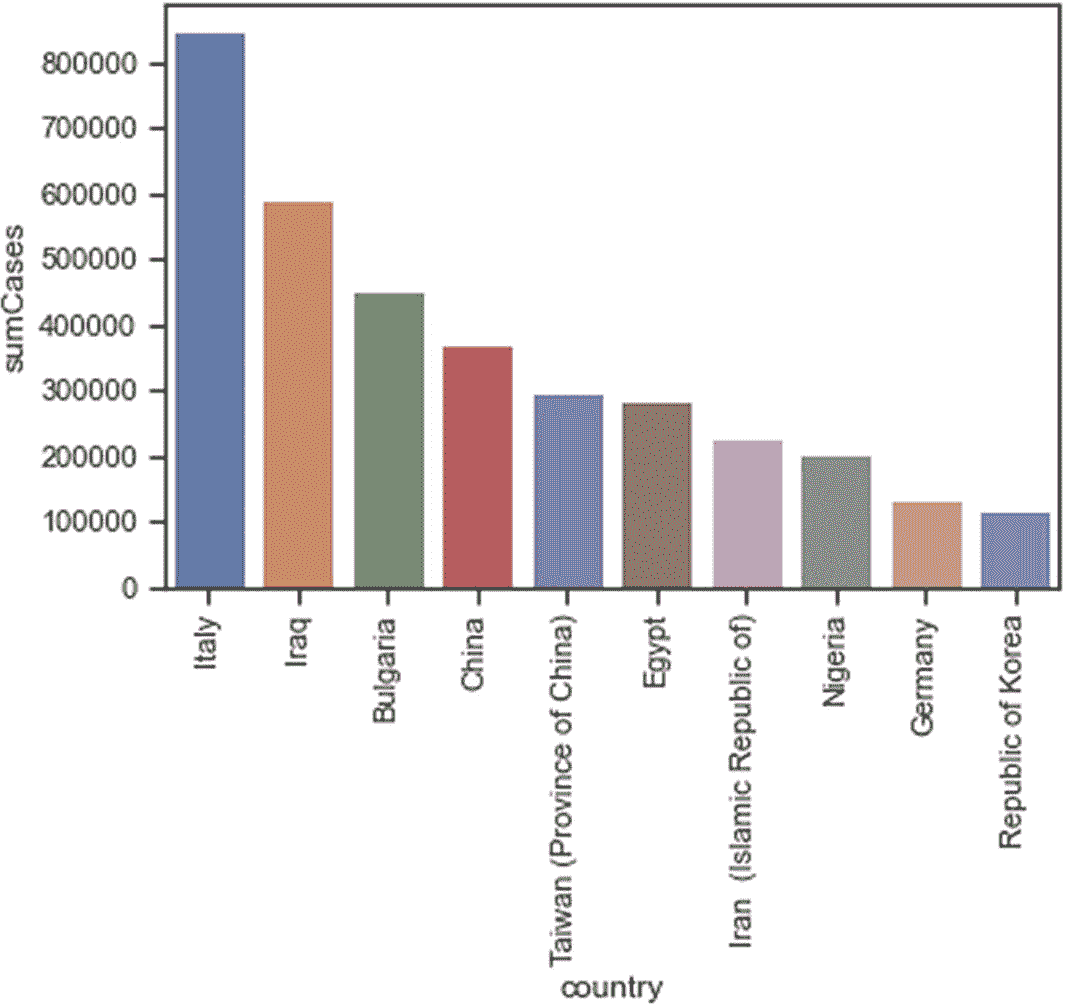 sumCases
800000
700000
600000
500000
400000
300000
200000
100000
0
Italy
Iraq
Bulgaria
China
Taiwan (Province of China)
Egypt
Iran (Islamic Republic of)
Nigeria
Germany
Republic of Korea
country